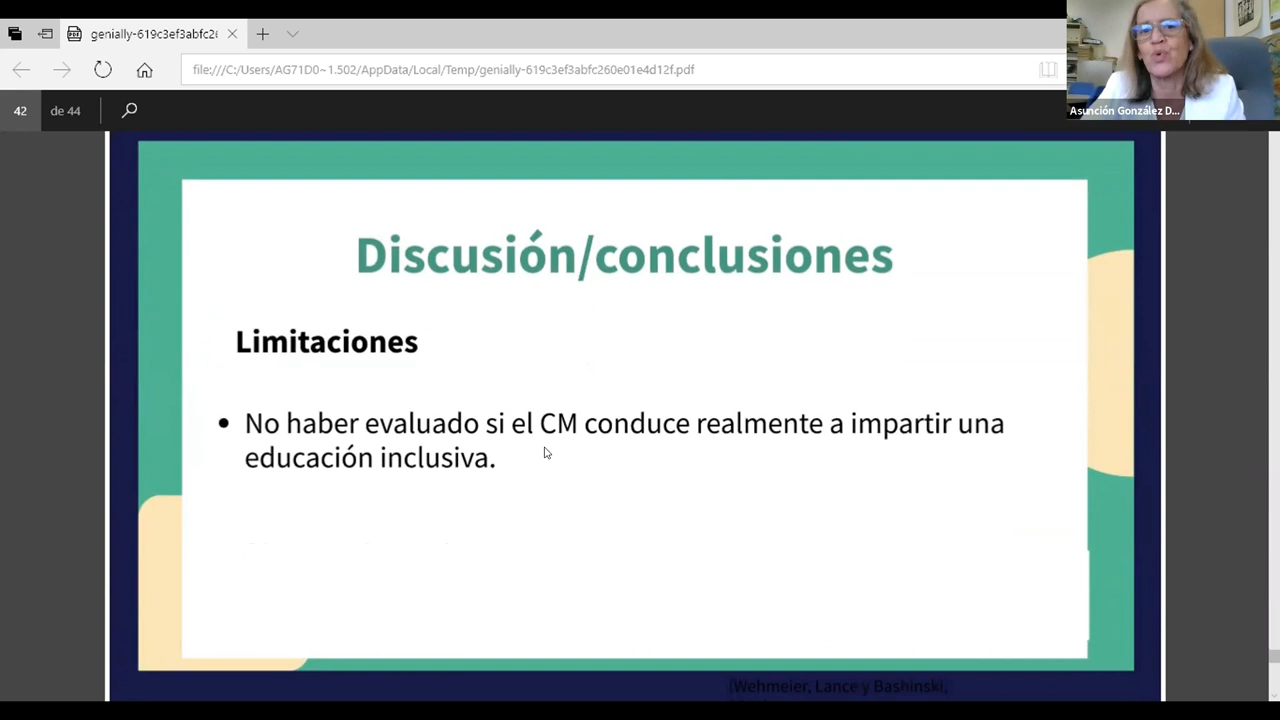 genially-619c3ef3abfc2
file:///C:/Users/AG71D0~1.502/AppData/Local/Temp/genially-619c3ef3abfc260e01e4d12f.pdf
42 de 44
Asunción González D...
Discusión/conclusiones
Limitaciones
• No haber evaluado si el CM conduce realmente a impartir una
educación inclusiva.
(Wehmeier, Lance y Bashinski,